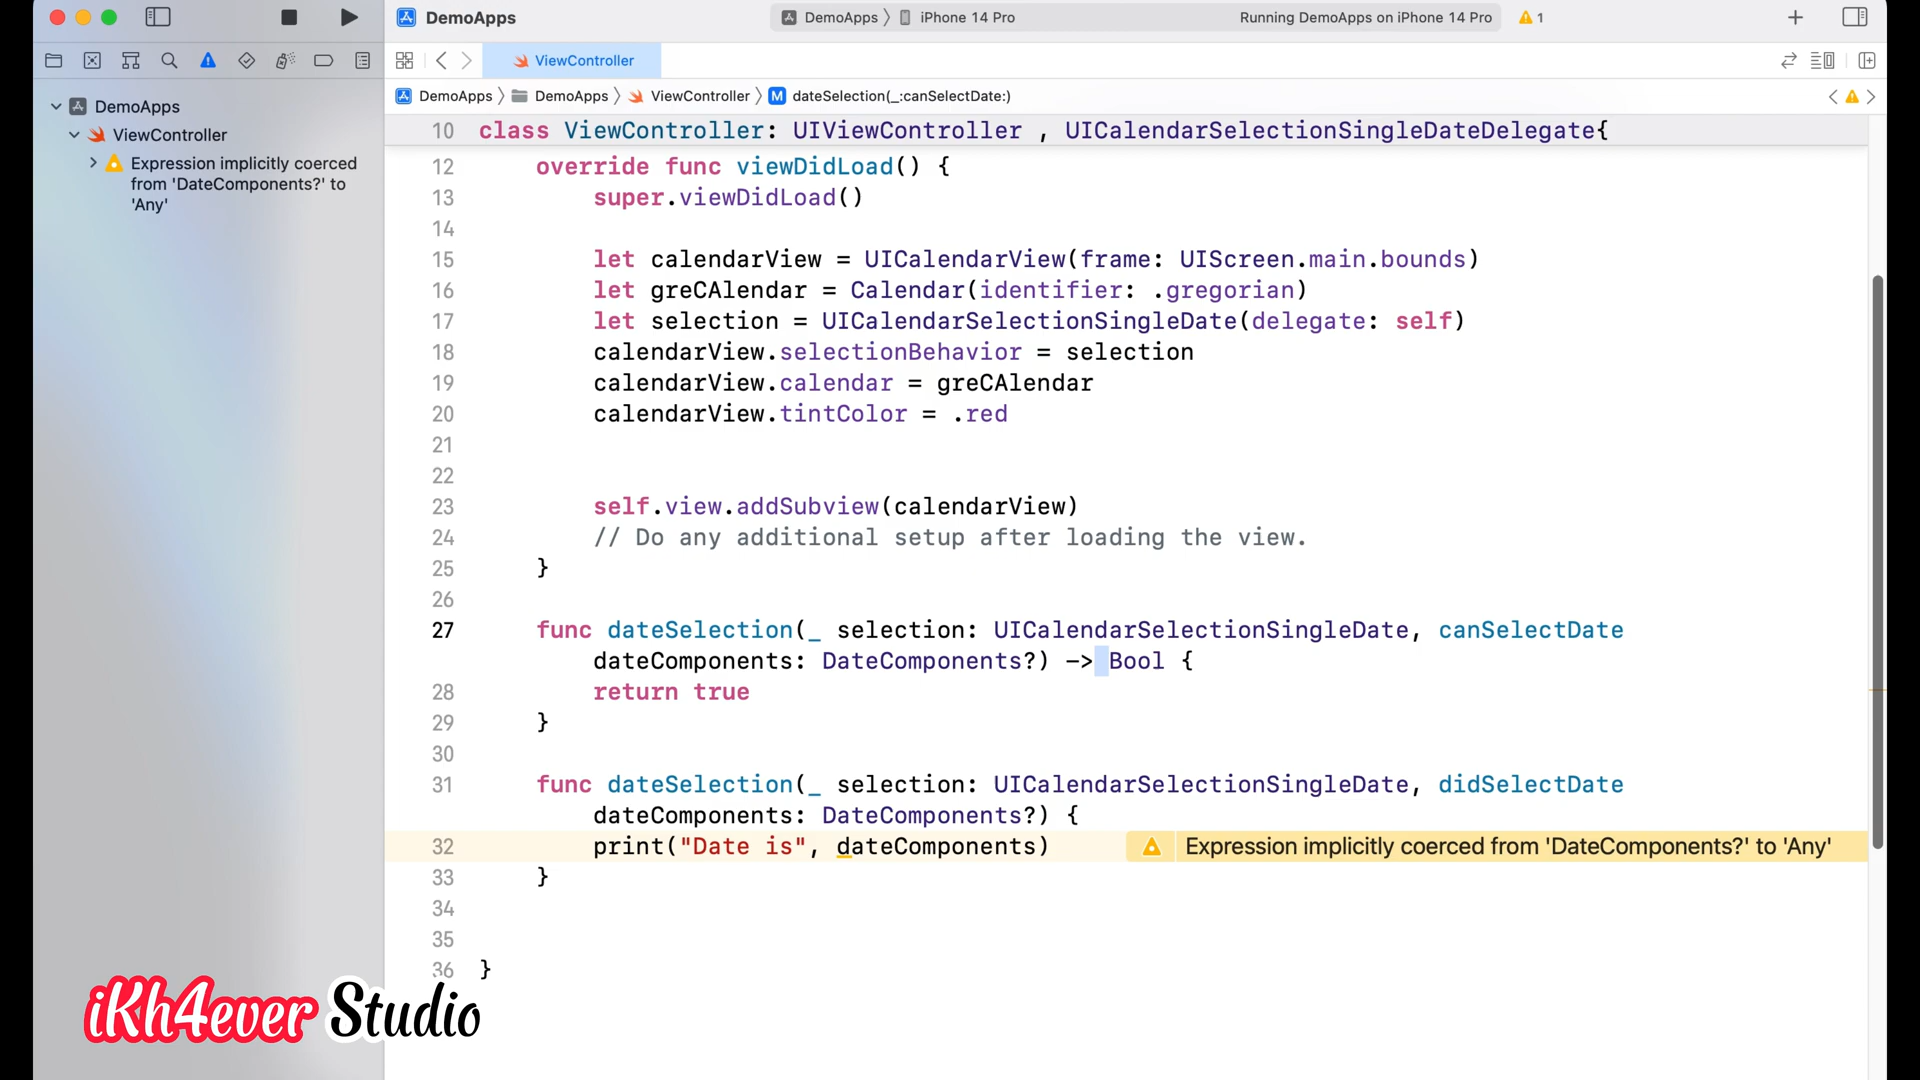 DemoApps
DemoApps
iPhone 14 Pro
Running DemoApps on iPhone 14 Pro
1
ViewController
DemoApps
ViewController
Expression implicitly coerced
from 'DateComponents?' to
'Any'
DemoApps
DemoApps
ViewController
M
dateSelection(_:canSelectDate:)
10 class ViewController: UIViewController , UICalendarSelectionSingleDateDelegate{
12 override func viewDidLoad() {
13 super.viewDidLoad()
14
15 let calendarView = UICalendarView(frame: UIScreen.main.bounds)
16 let greCAlendar = Calendar(identifier: .gregorian)
17 let selection = UICalendarSelectionSingleDate(delegate: self)
18 calendarView.selectionBehavior = selection
19 calendarView.calendar = greCAlendar
20 calendarView.tintColor = .red
21
22
23 self.view.addSubview(calendarView)
24 // Do any additional setup after loading the view.
25 }
26
27 func dateSelection(_ selection: UICalendarSelectionSingleDate, canSelectDate
dateComponents: DateComponents?) -> Bool {
28 return true
29 }
30
31 func dateSelection(_ selection: UICalendarSelectionSingleDate, didSelectDate
dateComponents: DateComponents?) {
32 print("Date is", dateComponents) Expression implicitly coerced from 'DateComponents?' to 'Any'
33 }
34
35
36 }
iKh4ever Studio